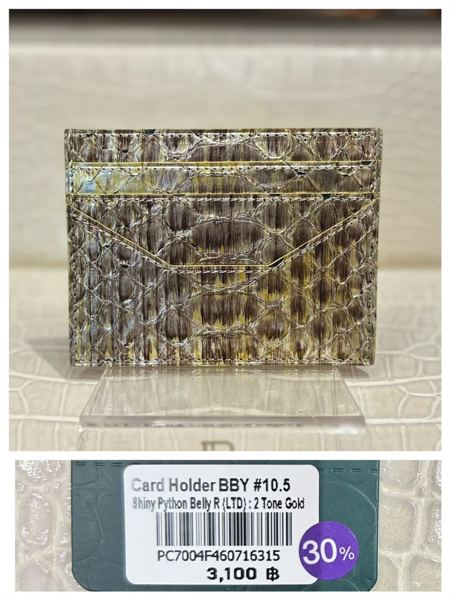 Card Holder BBY #10.5
Shiny Python Belly R (LTD) : 2 Tone Gold
PC7004F460716315
3,100 ฿
30%